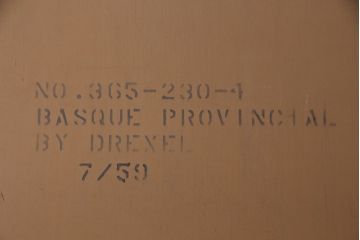 NO.365-230-4
BASQUE PROVINCIAL
BY DREXEL
7/59